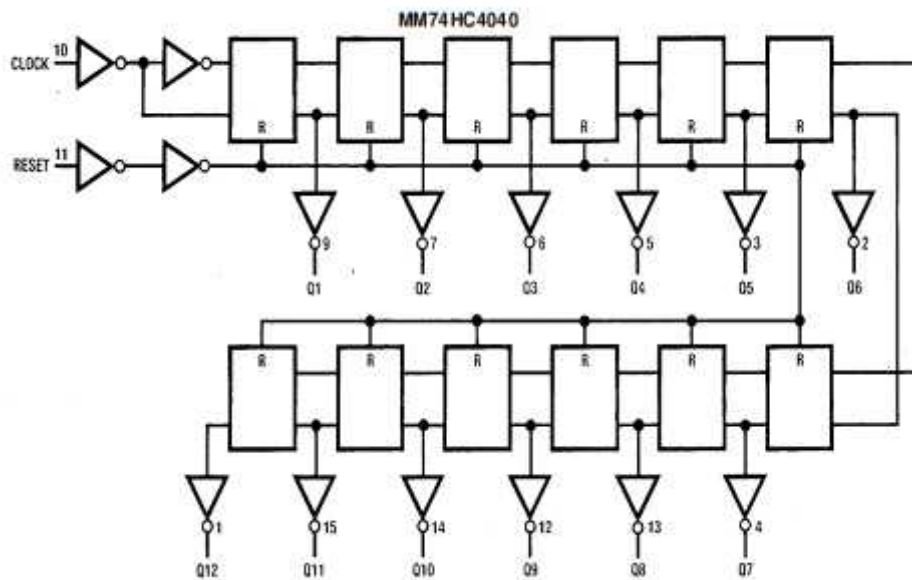 MM74HC4040
10
CLOCK
R R R R R R
11
RESET
9 7 6 5 3 2
Q1 Q2 Q3 Q4 Q5 Q6
R R R R R R
1 15 14 12 13 4
Q12 Q11 Q10 Q9 Q8 Q7